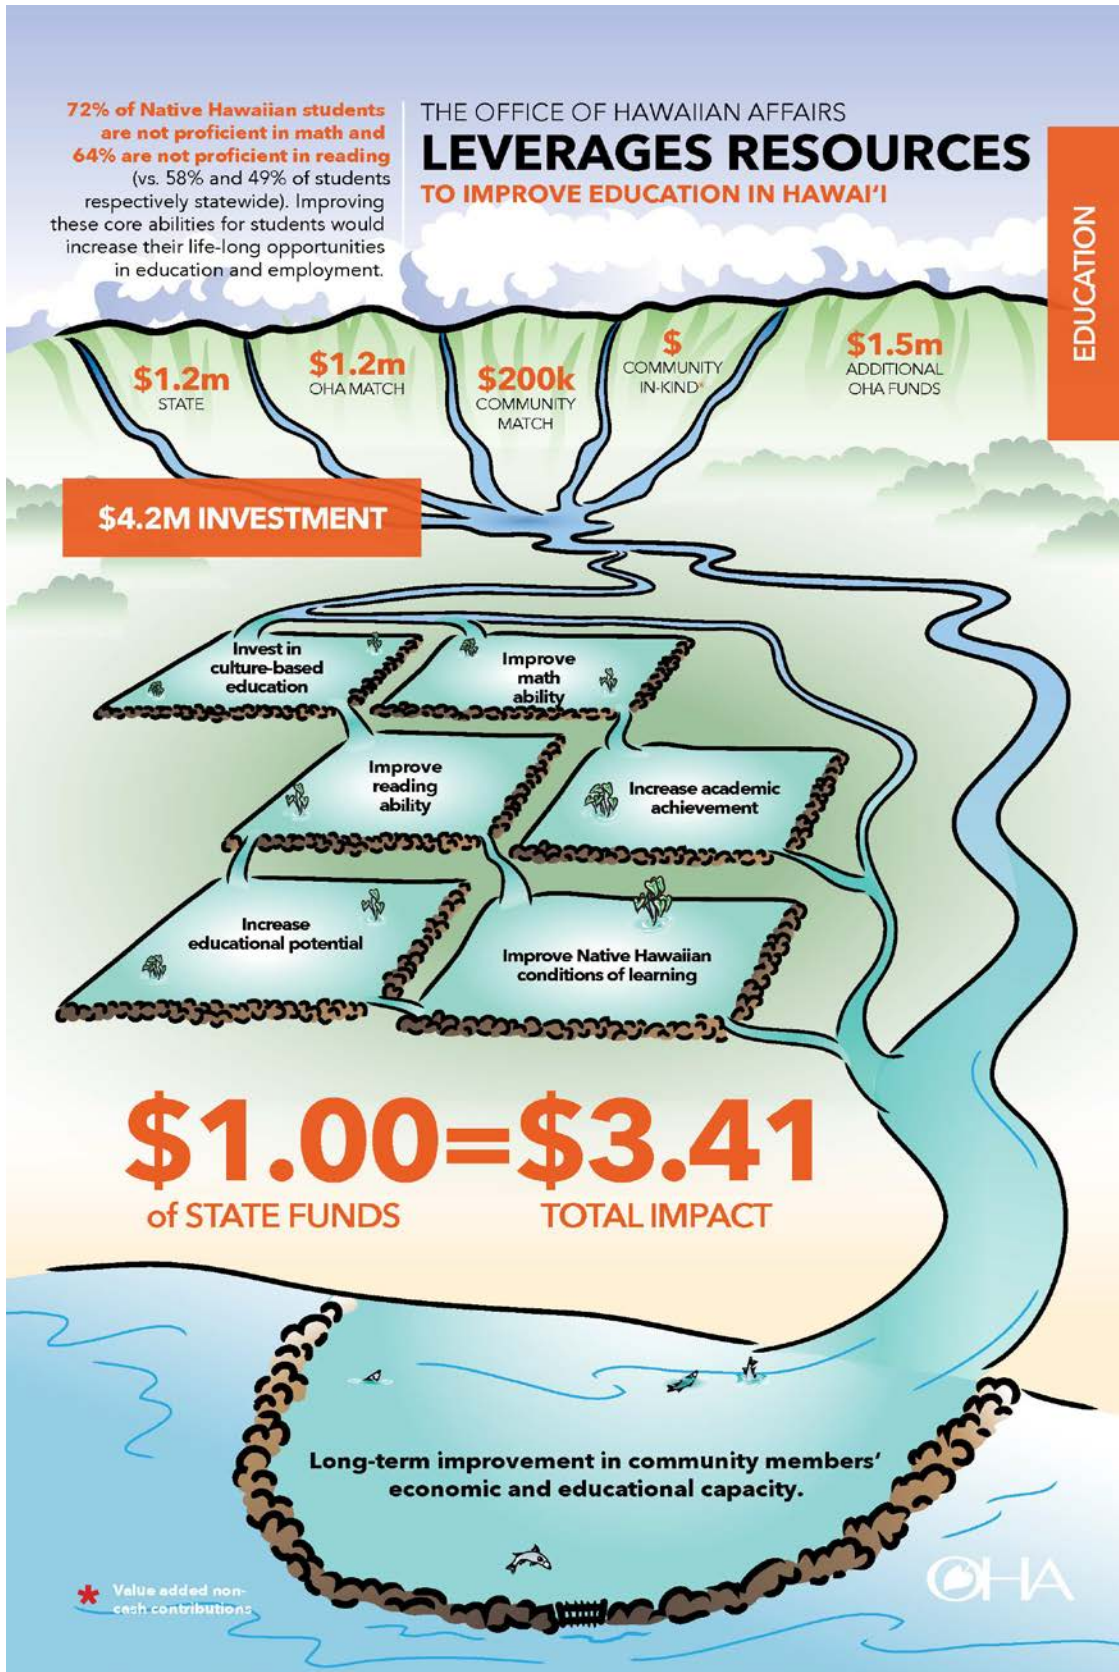 72% of Native Hawaiian students
are not proficient in math and
64% are not proficient in reading
(vs. 58% and 49% of students
respectively statewide). Improving
these core abilities for students would
increase their life-long opportunities
in education and employment.
THE OFFICE OF HAWAIIAN AFFAIRS
LEVERAGES RESOURCES
TO IMPROVE EDUCATION IN HAWAI‘I
EDUCATION
$1.2m
STATE
$1.2m
OHA MATCH
$200k
COMMUNITY
MATCH
$
COMMUNITY
IN-KIND*
$1.5m
ADDITIONAL
OHA FUNDS
$4.2M INVESTMENT
Invest in
culture-based
education
Improve
math
ability
Improve
reading
ability
Increase academic
achievement
Increase
educational potential
Improve Native Hawaiian
conditions of learning
$1.00=$3.41
of STATE FUNDS
TOTAL IMPACT
Long-term improvement in community members’
economic and educational capacity.
* Value added non-
cash contributions
OHA